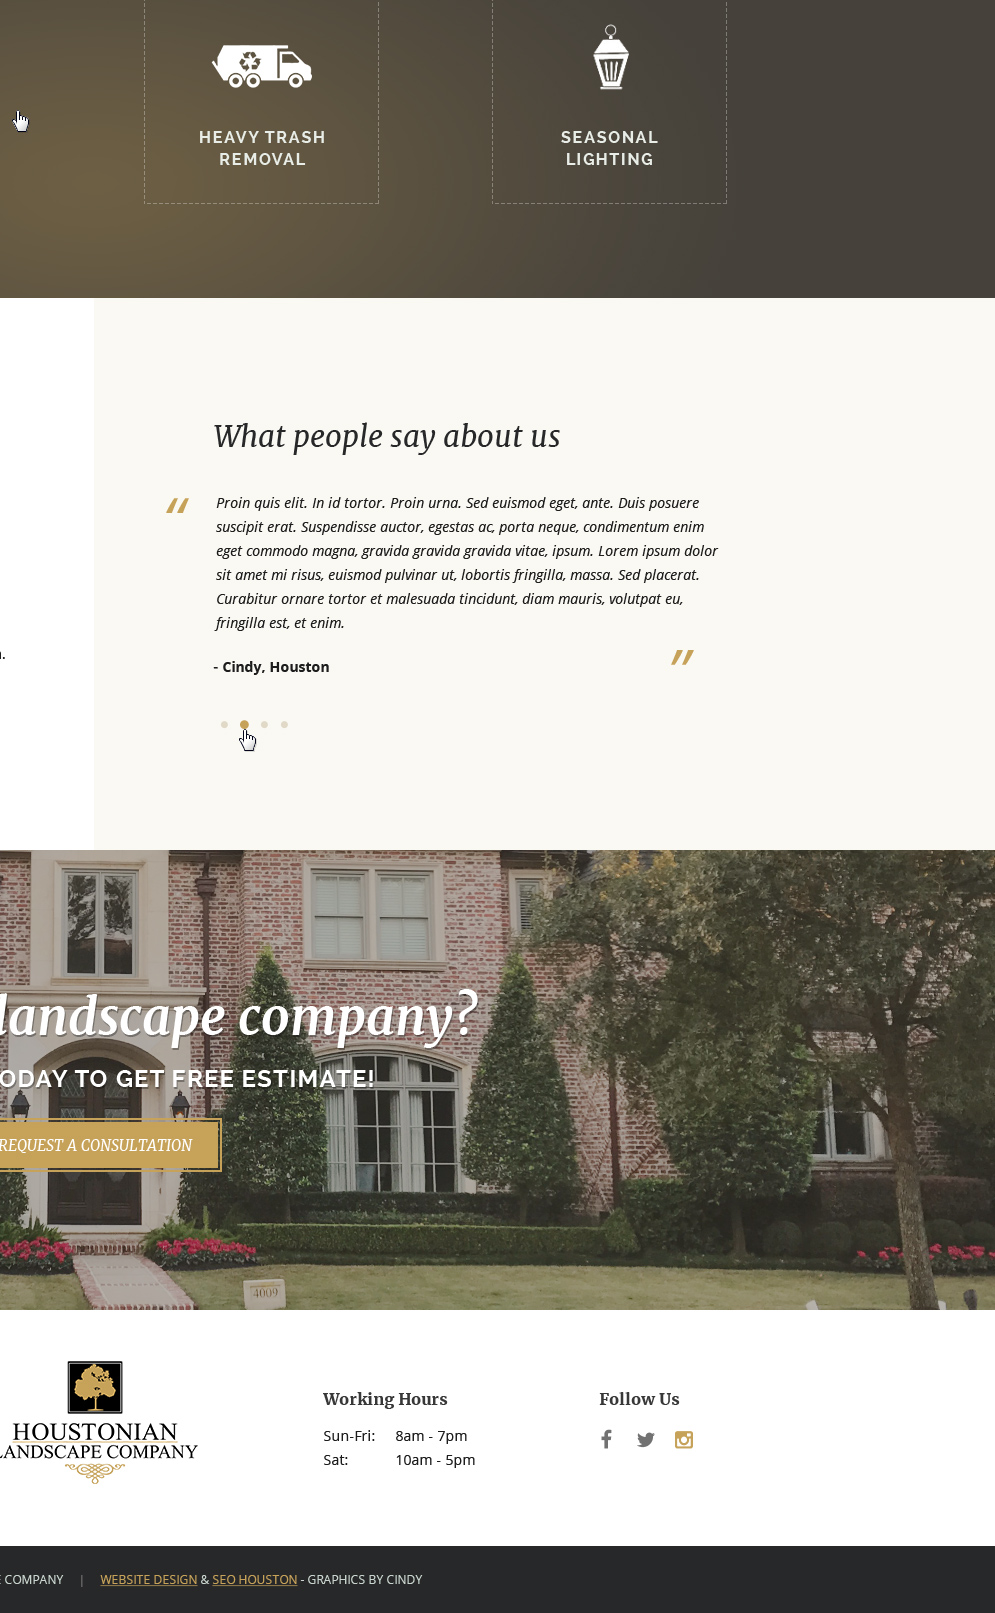 HEAVY TRASH
REMOVAL
SEASONAL
LIGHTING
What people say about us
Proin quis elit. In id tortor. Proin urna. Sed euismod eget, ante. Duis posuere
suscipit erat. Suspendisse auctor, egestas ac, porta neque, condimentum enim
eget commodo magna, gravida gravida gravida vitae, ipsum. Lorem ipsum dolor
sit amet mi risus, euismod pulvinar ut, lobortis fringilla, massa. Sed placerat.
Curabitur ornare tortor et malesuada tincidunt, diam mauris, volutpat eu,
fringilla est, et enim.
- Cindy, Houston
landscape company?
ODAY TO GET FREE ESTIMATE!
REQUEST A CONSULTATION
4009
HOUSTONIAN
LANDSCAPE COMPANY
Working Hours
Sun-Fri: 8am - 7pm
Sat: 10am - 5pm
Follow Us
COMPANY | WEBSITE DESIGN & SEO HOUSTON - GRAPHICS BY CINDY